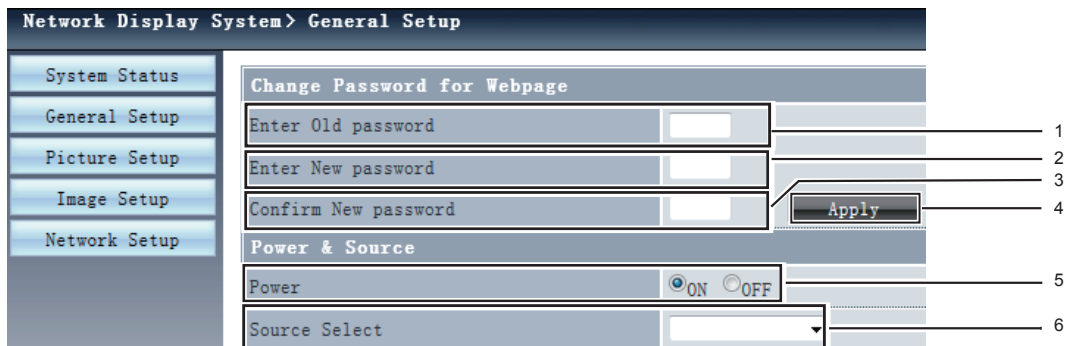 Network Display System> General Setup
System Status
General Setup
Picture Setup
Image Setup
Network Setup
Change Password for Webpage
Enter Old password
1
Enter New password
2
3
Confirm New password
Apply
4
Power & Source
Power
ON OFF
5
Source Select
6